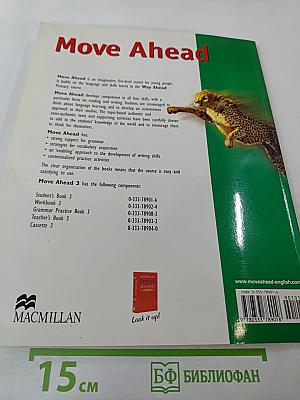 Move Ahead
Move Ahead is an imaginative, five-level course for young people.
It builds on the language and skills learnt in the Way Ahead
Primary course.
Move Ahead develops competence in all four skills, with a
particular focus on reading and writing. Students are encouraged to
think about language learning, and to develop an autonomous
approach to their studies. The topic-based authentic and
semi-authentic texts and supporting activities have been carefully chosen
to add to the students' knowledge of the world and to encourage them
to think for themselves.
Move Ahead has:
• strong support for grammar
• strategies for vocabulary acquisition
• an 'enabling' approach to the development of writing skills
• contextualised practice activities
The clear organisation of the books means that the course is easy and
satisfying to use.
Move Ahead 3 has the following components:
Student's Book 3 0-333-78901-6
Workbook 3 0-333-78902-4
Grammar Practice Book 3 0-333-78908-3
Teacher's Book 3 0-333-78903-2
Cassette 3 0-333-78904-0
www.moveahead-english.com
MACMILLAN
Look it up!
15 см
БФ БИБЛИОФАН